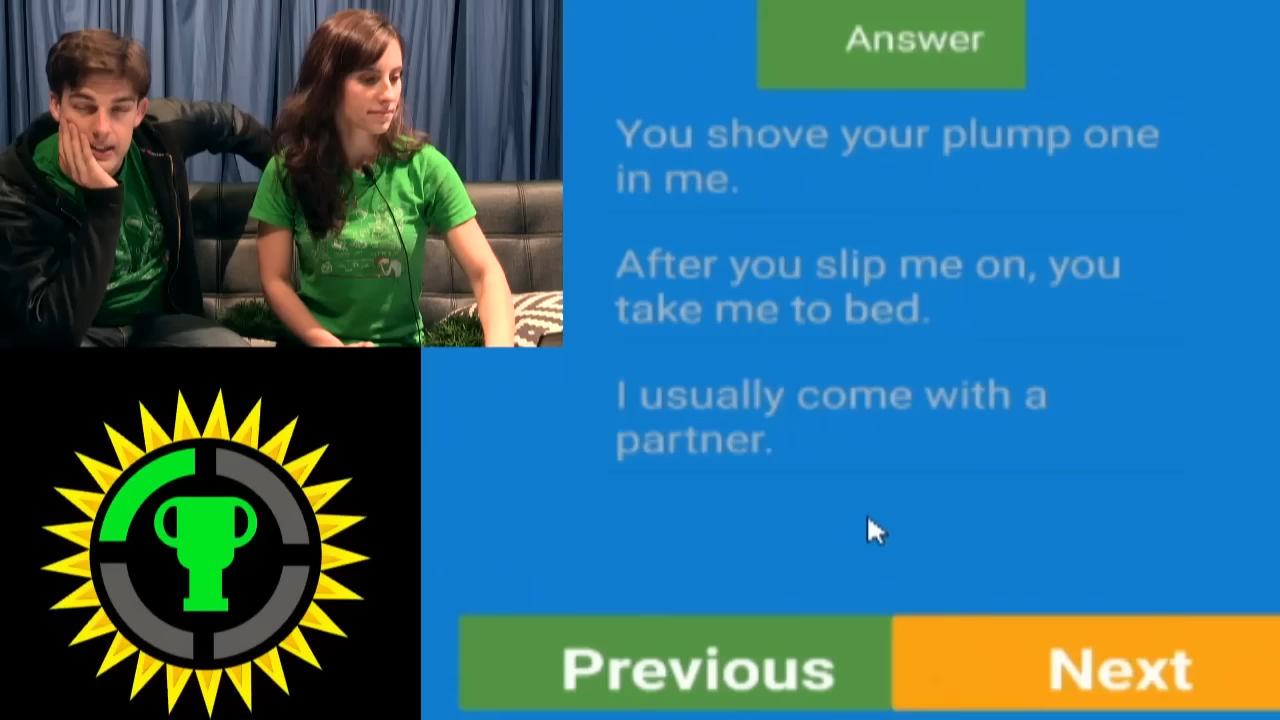 Answer
You shove your plump one
in me.
After you slip me on, you
take me to bed.
I usually come with a
partner.
Previous
Next